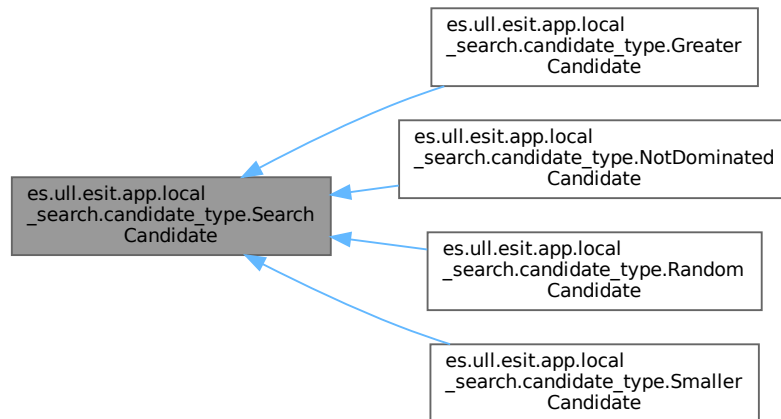 es.ull.esit.app.local
_search.candidate_type.Greater
Candidate
es.ull.esit.app.local
_search.candidate_type.NotDominated
Candidate
es.ull.esit.app.local
_search.candidate_type.Search
Candidate
es.ull.esit.app.local
_search.candidate_type.Random
Candidate
es.ull.esit.app.local
_search.candidate_type.Smaller
Candidate